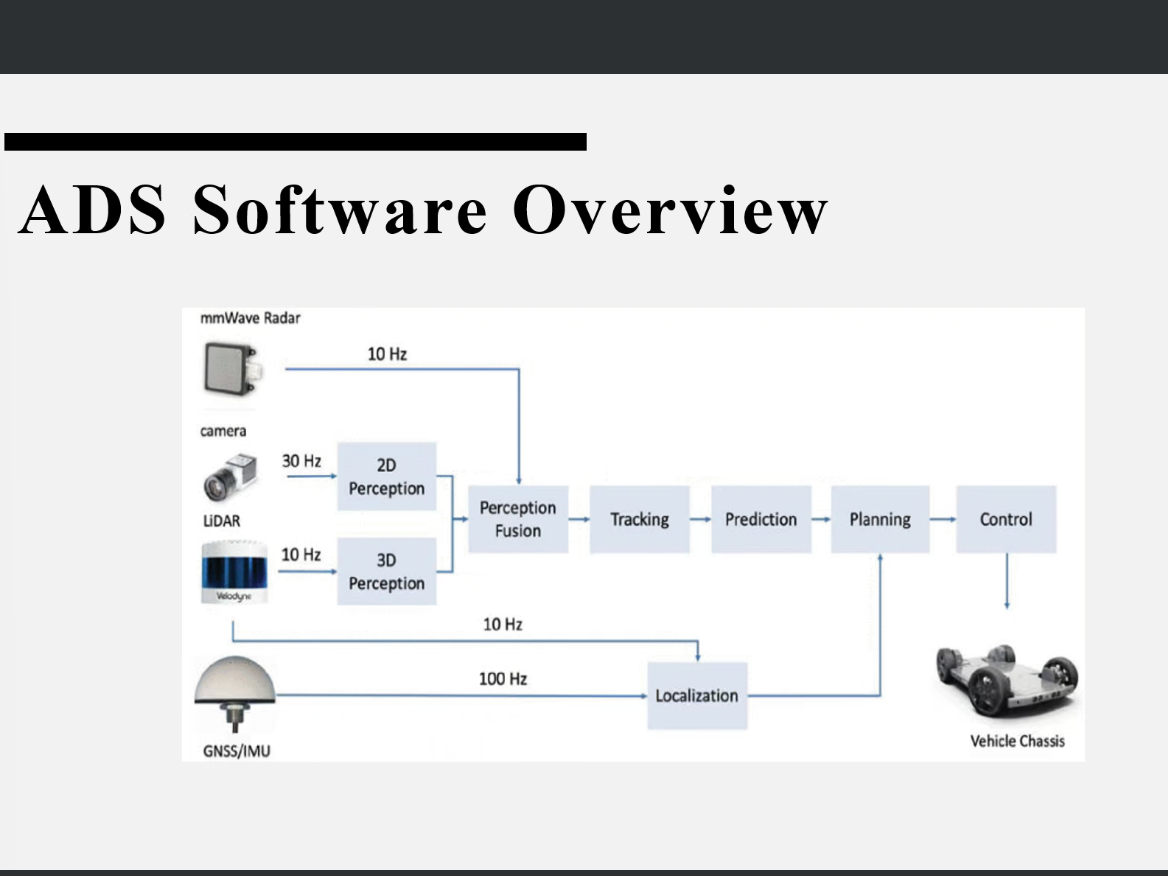 ADS Software Overview
mmWave Radar
10 Hz
camera
30 Hz
2D
Perception
LiDAR
10 Hz
3D
Perception
Velodyne
Perception
Fusion
Tracking
Prediction
Planning
Control
10 Hz
100 Hz
Localization
GNSS/IMU
Vehicle Chassis